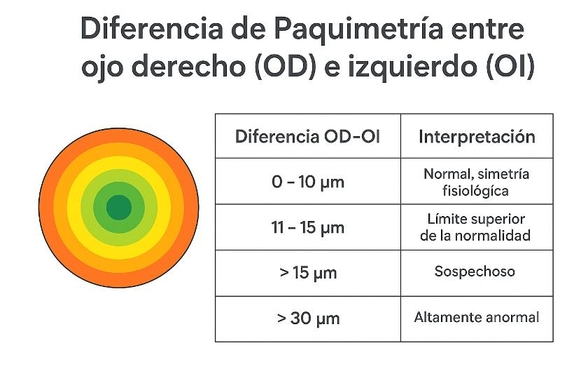 Diferencia de Paquimetría entre
ojo derecho (OD) e izquierdo (OI)
Diferencia OD-OI
Interpretación
0 – 10 µm
Normal, simetría
fisiológíca
11 – 15 µm
Límite superior
de la normalidad
> 15 µm
Sospechoso
> 30 µm
Altamente anormal